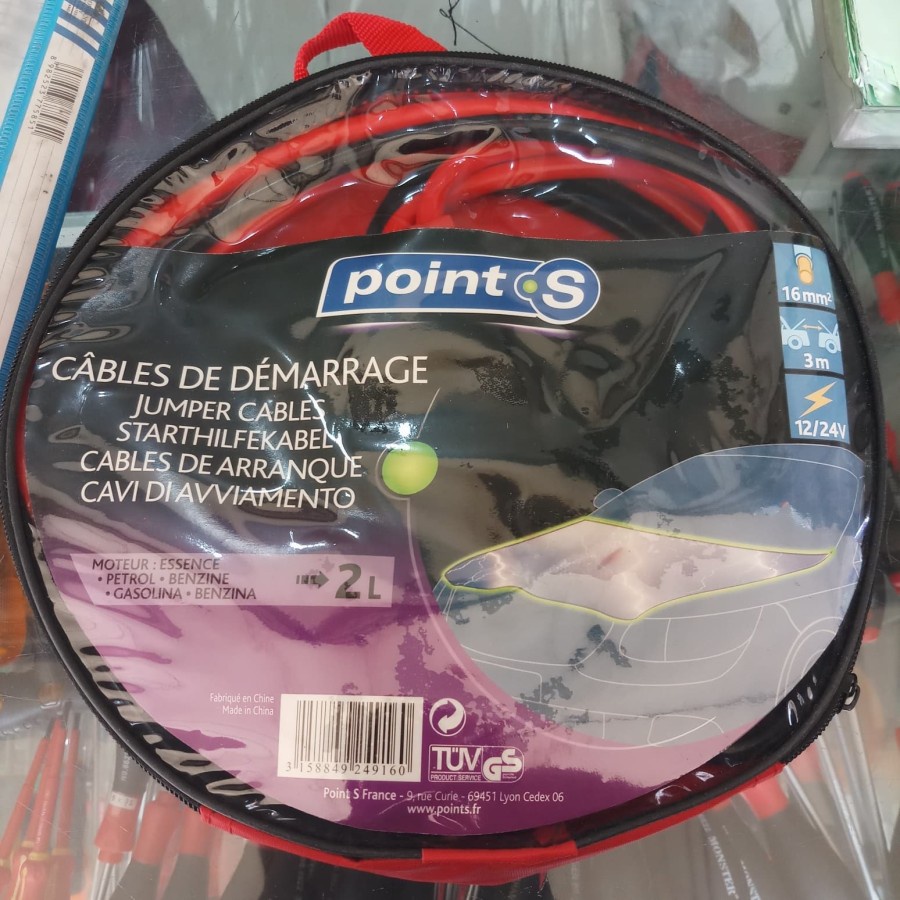 8982525775851
point S
16 mm²
3 m
12/24V
CÂBLES DE DÉMARRAGE
JUMPER CABLES
STARTHILFEKABEL
CABLES DE ARRANQUE
CAVI DI AVVIAMENTO
MOTEUR : ESSENCE
• PETROL • BENZINE
• GASOLINA • BENZINA
2 L
Fabriqué en Chine
Made in China
3 158849 249160
TÜV
PRODUCT SERVICE
GS
Point S France - 9, rue Curie - 69451 Lyon Cedex 06
www.points.fr
MONSTER